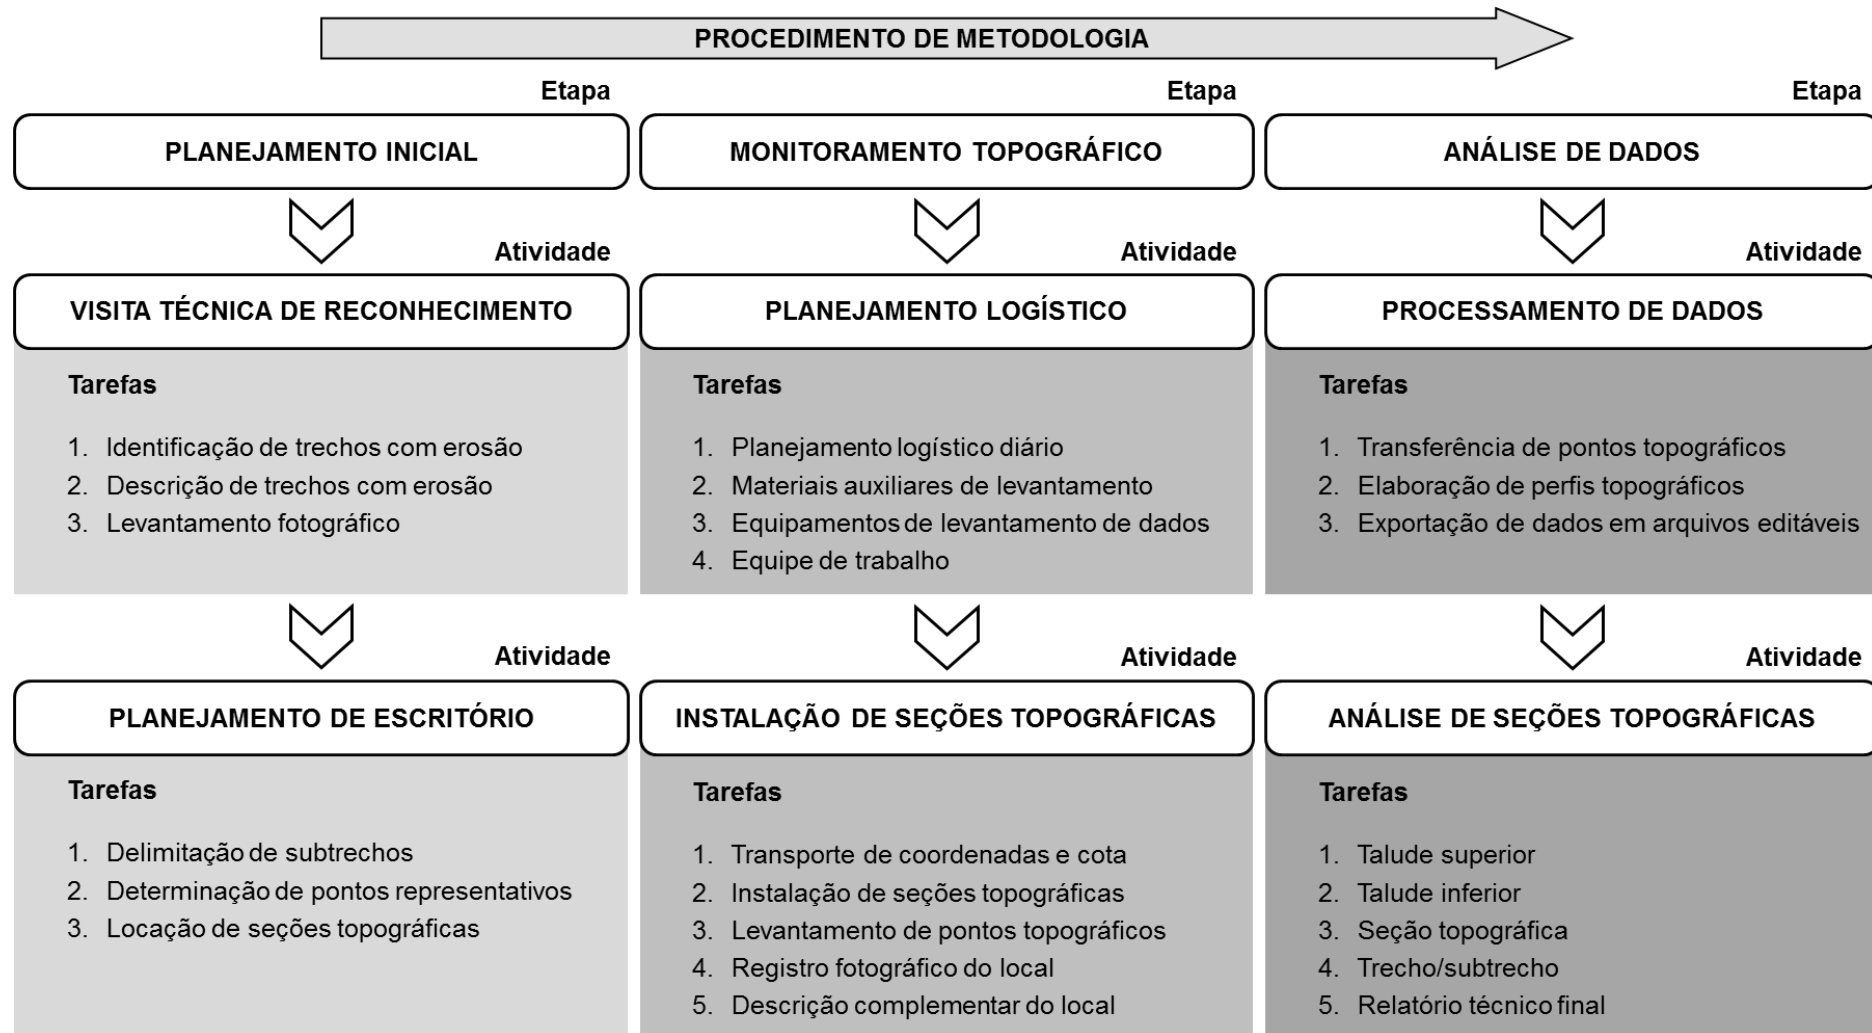 PROCEDIMENTO DE METODOLOGIA
Etapa
PLANEJAMENTO INICIAL
Atividade
VISITA TÉCNICA DE RECONHECIMENTO
Tarefas
1. Identificação de trechos com erosão
2. Descrição de trechos com erosão
3. Levantamento fotográfico
Atividade
PLANEJAMENTO DE ESCRITÓRIO
Tarefas
1. Delimitação de subtrechos
2. Determinação de pontos representativos
3. Locação de seções topográficas
Etapa
MONITORAMENTO TOPOGRÁFICO
Atividade
PLANEJAMENTO LOGÍSTICO
Tarefas
1. Planejamento logístico diário
2. Materiais auxiliares de levantamento
3. Equipamentos de levantamento de dados
4. Equipe de trabalho
Atividade
INSTALAÇÃO DE SEÇÕES TOPOGRÁFICAS
Tarefas
1. Transporte de coordenadas e cota
2. Instalação de seções topográficas
3. Levantamento de pontos topográficos
4. Registro fotográfico do local
5. Descrição complementar do local
Etapa
ANÁLISE DE DADOS
Atividade
PROCESSAMENTO DE DADOS
Tarefas
1. Transferência de pontos topográficos
2. Elaboração de perfis topográficos
3. Exportação de dados em arquivos editáveis
Atividade
ANÁLISE DE SEÇÕES TOPOGRÁFICAS
Tarefas
1. Talude superior
2. Talude inferior
3. Seção topográfica
4. Trecho/subtrecho
5. Relatório técnico final